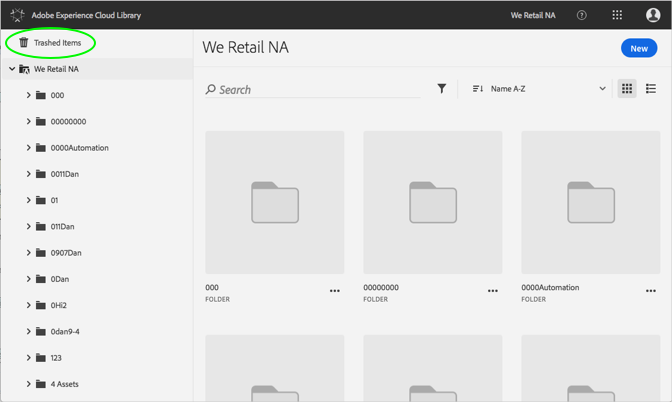 Adobe Experience Cloud Library
We Retail NA
Trashed Items
We Retail NA
000
00000000
0000Automation
0011Dan
01
011Dan
0907Dan
0Dan
0Hi2
0dan9-4
123
4 Assets
We Retail NA
New
Search
Name A-Z
000
FOLDER
00000000
FOLDER
0000Automation
FOLDER